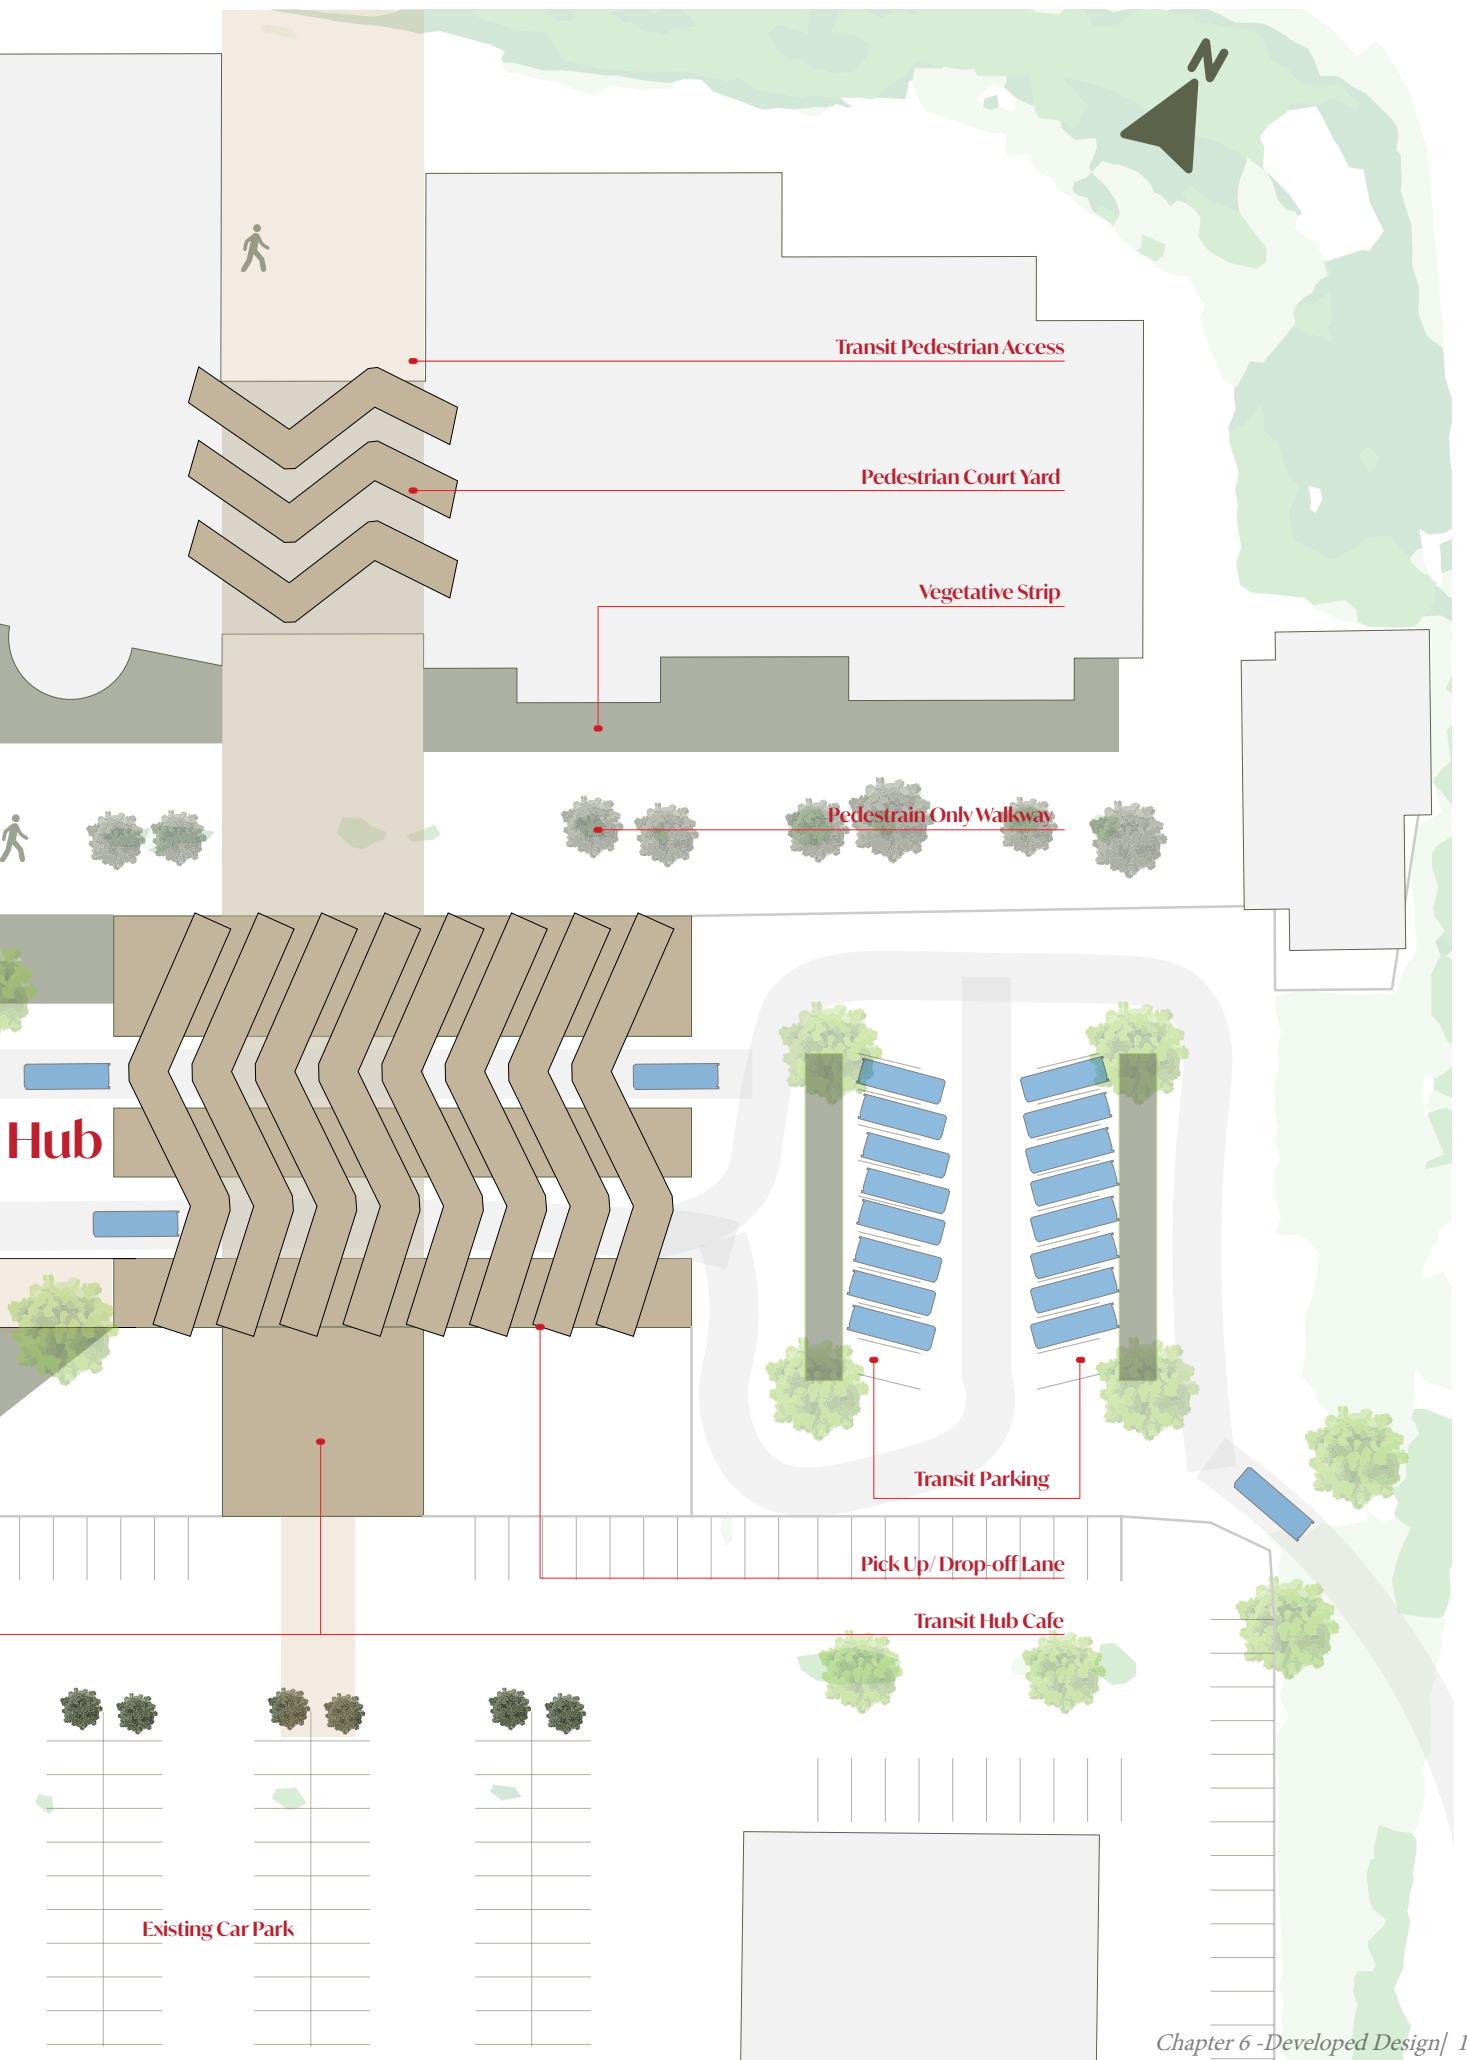 N
Transit Pedestrian Access
Pedestrian Court Yard
Vegetative Strip
Pedestrain Only Walkway
Hub
Transit Parking
Pick Up/ Drop-off Lane
Transit Hub Cafe
Existing Car Park
Chapter 6 -Developed Design| 1